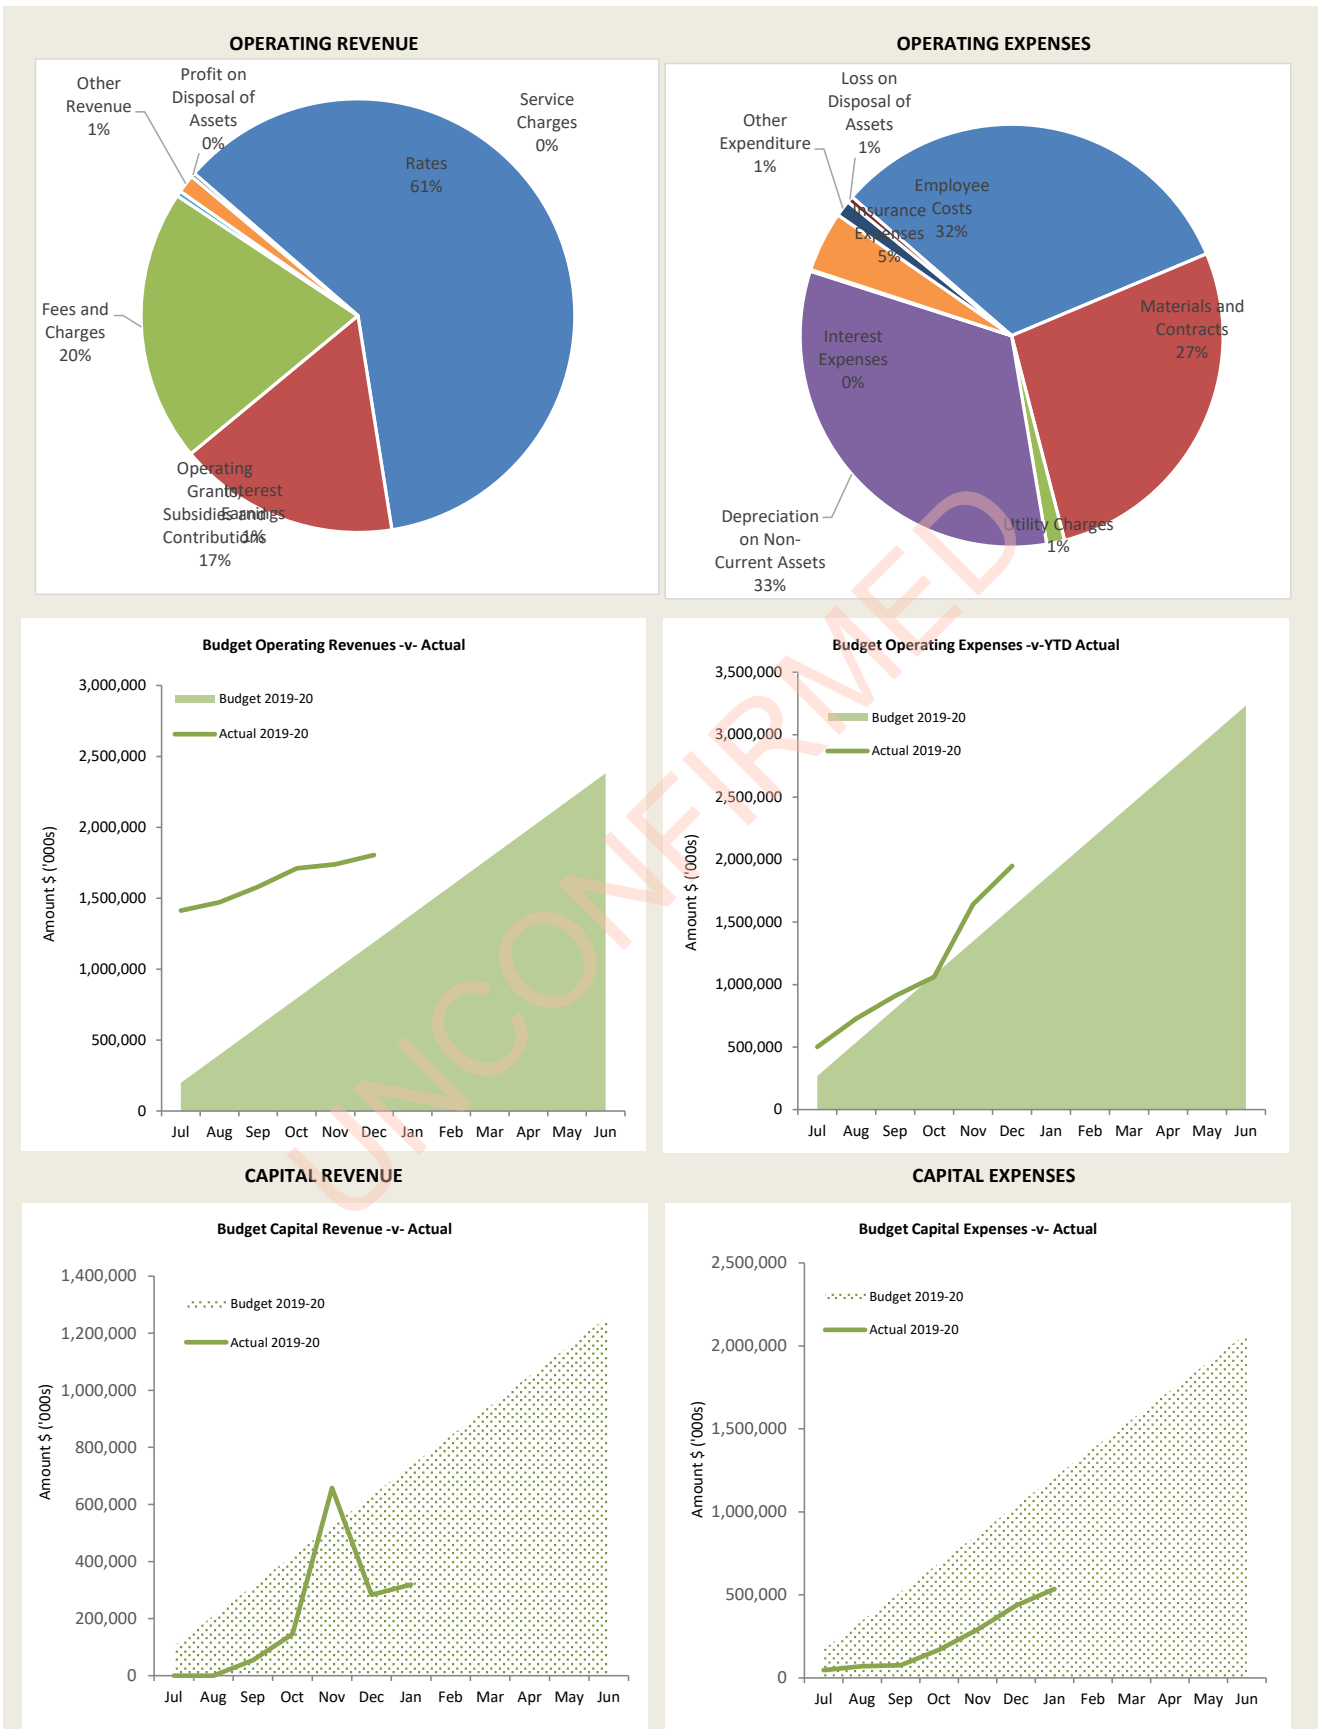 OPERATING REVENUE
Other
Revenue
1%
Profit on
Disposal of
Assets
0%
Service
Charges
0%
Rates
61%
Fees and
Charges
20%
Operating
Grants,
Subsidies and
Contributions
17%
Interest
Earnings
1%
OPERATING EXPENSES
Loss on
Disposal of
Assets
1%
Other
Expenditure
1%
Employee
Costs
32%
Insurance
Expenses
5%
Materials and
Contracts
27%
Interest
Expenses
0%
Depreciation
on Non-
Current Assets
33%
Utility Charges
1%
UNCONFIRMED
Budget Operating Revenues -v- Actual
3,000,000
2,500,000
2,000,000
1,500,000
1,000,000
500,000
0
Amount $ ('000s)
Budget 2019-20
Actual 2019-20
Jul Aug Sep Oct Nov Dec Jan Feb Mar Apr May Jun
Budget Operating Expenses -v-YTD Actual
3,500,000
3,000,000
2,500,000
2,000,000
1,500,000
1,000,000
500,000
0
Amount $ ('000s)
Budget 2019-20
Actual 2019-20
Jul Aug Sep Oct Nov Dec Jan Feb Mar Apr May Jun
CAPITAL REVENUE
Budget Capital Revenue -v- Actual
1,400,000
1,200,000
1,000,000
800,000
600,000
400,000
200,000
0
Amount $ ('000s)
Budget 2019-20
Actual 2019-20
Jul Aug Sep Oct Nov Dec Jan Feb Mar Apr May Jun
CAPITAL EXPENSES
Budget Capital Expenses -v- Actual
2,500,000
2,000,000
1,500,000
1,000,000
500,000
0
Amount $ ('000s)
Budget 2019-20
Actual 2019-20
Jul Aug Sep Oct Nov Dec Jan Feb Mar Apr May Jun